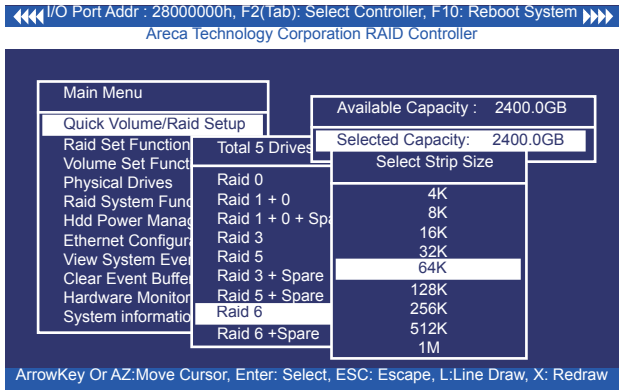 I/O Port Addr : 28000000h, F2(Tab): Select Controller, F10: Reboot System
Areca Technology Corporation RAID Controller
Main Menu
Quick Volume/Raid Setup
Raid Set Function
Volume Set Funct
Physical Drives
Raid System Func
Hdd Power Manag
Ethernet Configura
View System Even
Clear Event Buffer
Hardware Monitor
System informatio
Total 5 Drives
Raid 0
Raid 1 + 0
Raid 1 + 0 + Spa
Raid 3
Raid 5
Raid 3 + Spare
Raid 5 + Spare
Raid 6
Raid 6 +Spare
Available Capacity : 2400.0GB
Selected Capacity: 2400.0GB
Select Strip Size
4K
8K
16K
32K
64K
128K
256K
512K
1M
ArrowKey Or AZ:Move Cursor, Enter: Select, ESC: Escape, L:Line Draw, X: Redraw